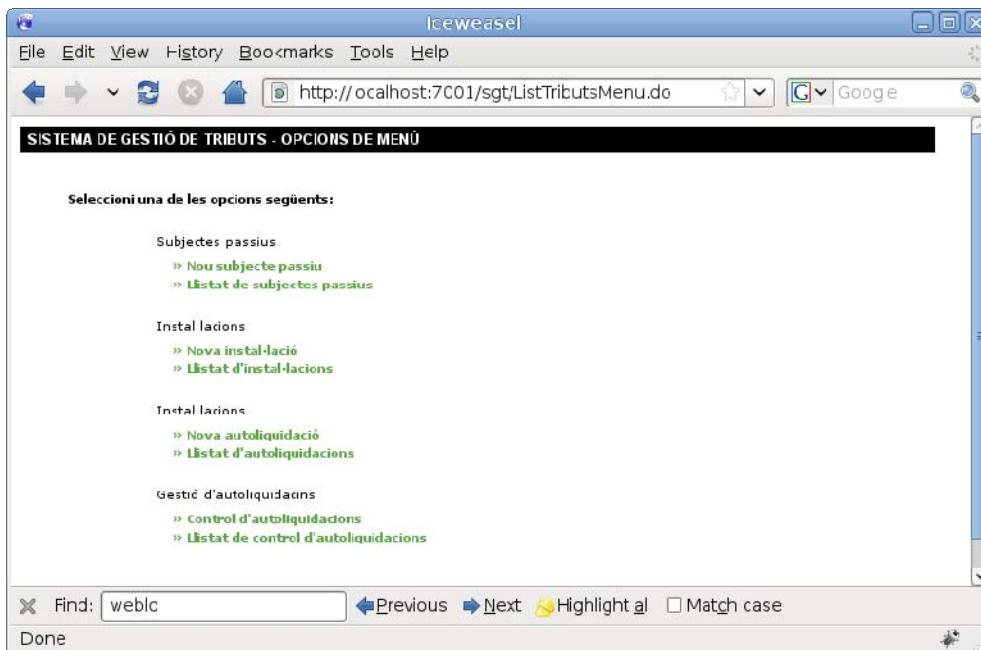 Iceweasel
File Edit View History Bookmarks Tools Help
http://ocalhost:7001/sgt/ListTributsMenu.do
G Googe
SISTEMA DE GESTIÓ DE TRIBUTS - OPCIONS DE MENÚ
Seleccioni una de les opcions següents:
Subjectes passius
» Nou subjecte passiu
» Llistat de subjectes passius
Instal lacions
» Nova instal·lació
» Llistat d'instal·lacions
Instal lacions
» Nova autoliquidació
» Llistat d'autoliquidacions
Gestió d'autoliquidacins
» Control d'autoliquidacions
» Llistat de control d'autoliquidacions
Find: weblc Previous Next Highlight al Match case
Done